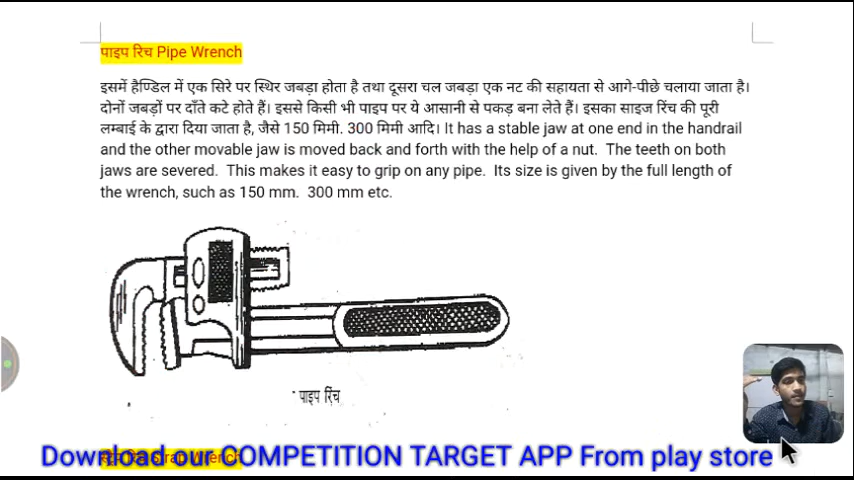 पाइप रिच Pipe Wrench
इसमें हैण्डिल में एक सिरे पर स्थिर जबड़ा होता है तथा दूसरा चल जबड़ा एक नट की सहायता से आगे-पीछे चलाया जाता है।
दोनों जबड़ों पर दाँते कटे होते हैं। इससे किसी भी पाइप पर ये आसानी से पकड़ बना लेते हैं। इसका साइज रिंच की पूरी
लम्बाई के द्वारा दिया जाता है, जैसे 150 मिमी. 300 मिमी आदि। It has a stable jaw at one end in the handrail
and the other movable jaw is moved back and forth with the help of a nut. The teeth on both
jaws are severed. This makes it easy to grip on any pipe. Its size is given by the full length of
the wrench, such as 150 mm. 300 mm etc.
पाइप रिंच
Download our COMPETITION TARGET APP From play store